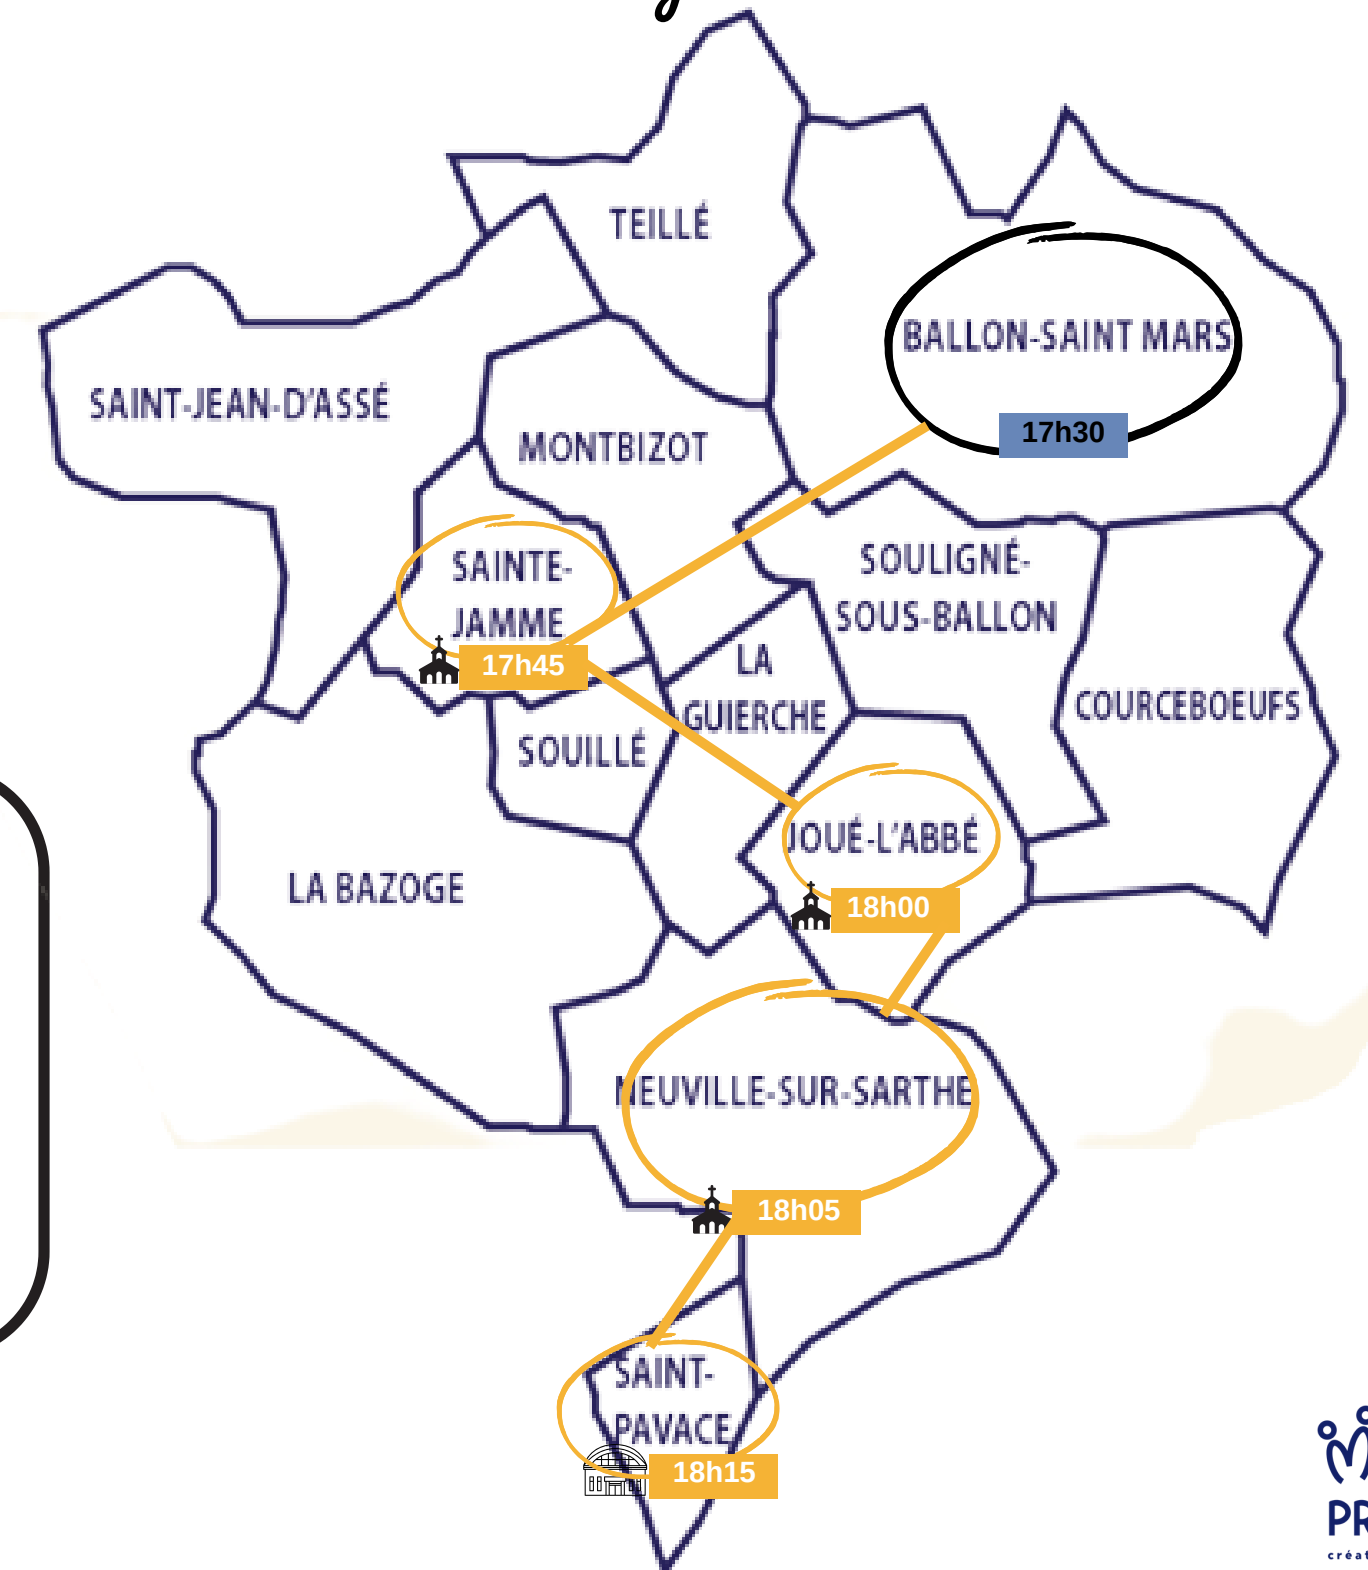 TEILLÉ
BALLON-SAINT MARS
17h30
SAINT-JEAN-D'ASSÉ
MONTBIZOT
SAINTE-
JAMME
17h45
SOULIGNÉ-
SOUS-BALLON
LA
GUIERCHE
COURCEBOEUFS
SOUILLÉ
JOUÉ-L'ABBÉ
18h00
LA BAZOGE
NEUVILLE-SUR-SARTHE
18h05
SAINT-
PAVACE
18h15
PR
créat